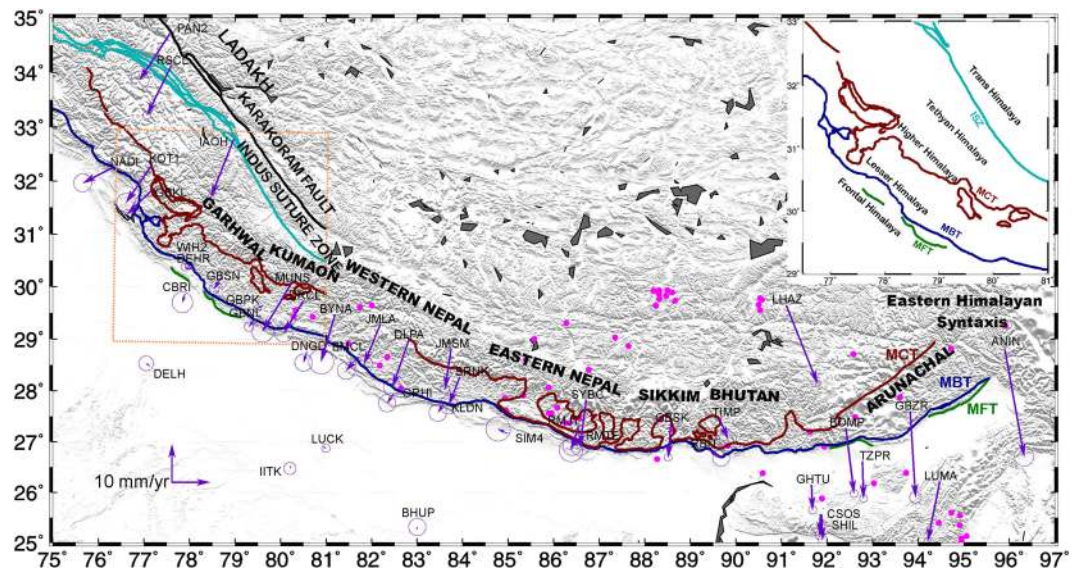 35°
34°
33°
32°
31°
30°
29°
28°
27°
26°
25°
PAN2
RSCL
LADAKH
KARAKORAM FAULT
INDUS SUTURE ZONE
IAOH
NADI
KOT1
GARHWAL
KUMAON
WESTERN NEPAL
EASTERN NEPAL
SIKKIM
BHUTAN
ARUNACHAL
Eastern Himalayan
Syntaxis
WIH2
DEHR
GBSN
CBRI
GBPK
MUNS
BYNA
JMLA
DLPA
JMSM
DNGD
SRNK
KLDN
SIM4
SYBC
RMTE
GBSK
TIMP
LHAZ
ANIN
MCT
MBT
MFT
BOMP
GBZR
TZPR
LUMA
GHTU
CSOS
SHIL
DELH
LUCK
IITK
BHUP
10 mm/yr
75° 76° 77° 78° 79° 80° 81° 82° 83° 84° 85° 86° 87° 88° 89° 90° 91° 92° 93° 94° 95° 96° 97°
33°
32°
31°
30°
29°
Trans Himalaya
ISZ
Tethyan Himalaya
Higher Himalaya
Lesser Himalaya
Frontal Himalaya
MCT
MBT
MFT
77° 78° 79° 80° 81°